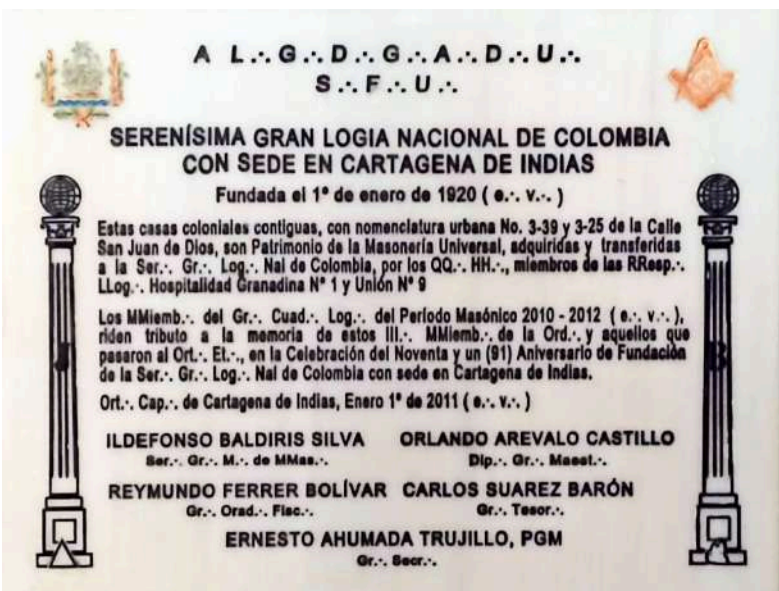 A L.·. G.·. D.·. G.·. A.·. D.·. U.·.
S.·. F.·. U.·.
SERENÍSIMA GRAN LOGIA NACIONAL DE COLOMBIA
CON SEDE EN CARTAGENA DE INDIAS
Fundada el 1º de enero de 1920 ( e.·. v.·. )
Estas casas coloniales contiguas, con nomenclatura urbana No. 3-39 y 3-25 de la Calle
San Juan de Dios, son Patrimonio de la Masonería Universal, adquiridas y transferidas
a la Ser.·. Gr.·. Log.·. Nal de Colombia, por los QQ.·. HH.·., miembros de las RResp.·.
LLog.·. Hospitalidad Granadina Nº 1 y Unión Nº 9
Los MMiemb.·. del Gr.·. Cuad.·. Log.·. del Período Masónico 2010 - 2012 ( e.·. v.·. ),
riden tributo a la memoria de estos III.·. MMiemb.·. de la Ord.·. y aquellos que
pasaron al Ort.·. Et.·., en la Celebración del Noventa y un (91) Aniversario de Fundación
de la Ser.·. Gr.·. Log.·. Nal de Colombia con sede en Cartagena de Indias.
Ort.·. Cap.·. de Cartagena de Indias, Enero 1º de 2011 ( e.·. v.·. )
ILDEFONSO BALDIRIS SILVA ORLANDO AREVALO CASTILLO
Ser.·. Gr.·. M.·. de MMas.·. Dip.·. Gr.·. Maest.·.
REYMUNDO FERRER BOLÍVAR CARLOS SUAREZ BARÓN
Gr.·. Orad.·. Fisc.·. Gr.·. Tesor.·.
ERNESTO AHUMADA TRUJILLO, PGM
Gr.·. Secr.·.
J
B